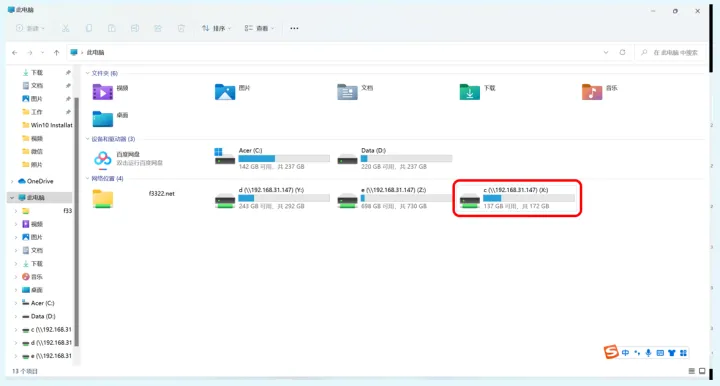 此电脑
新建
排序
查看
此电脑
在 此电脑 中搜索
下载
文档
图片
工作
Win10 Installat
视频
微信
照片
OneDrive
此电脑
f33
视频
图片
文档
下载
音乐
桌面
Acer (C:)
Data (D:)
c (\\192.168.31
d (\\192.168.31
e (\\192.168.31
文件夹 (6)
视频
图片
文档
下载
音乐
桌面
设备和驱动器 (3)
百度网盘
双击运行百度网盘
Acer (C:)
142 GB 可用，共 237 GB
Data (D:)
220 GB 可用，共 237 GB
网络位置 (4)
f3322.net
d (\\192.168.31.147) (Y:)
243 GB 可用，共 292 GB
e (\\192.168.31.147) (Z:)
698 GB 可用，共 730 GB
c (\\192.168.31.147) (X:)
137 GB 可用，共 172 GB
S 中
13 个项目